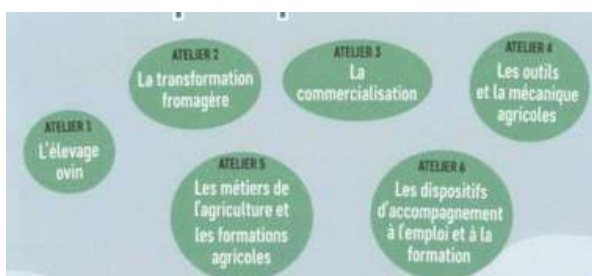 ATELIER 1
L'élevage
ovin
ATELIER 2
La transformation
fromagère
ATELIER 3
La
commercialisation
ATELIER 4
Les outils
et la mécanique
agricoles
ATELIER 5
Les métiers de
l'agriculture et
les formations
agricoles
ATELIER 6
Les dispositifs
d'accompagnement
à l'emploi et à la
formation